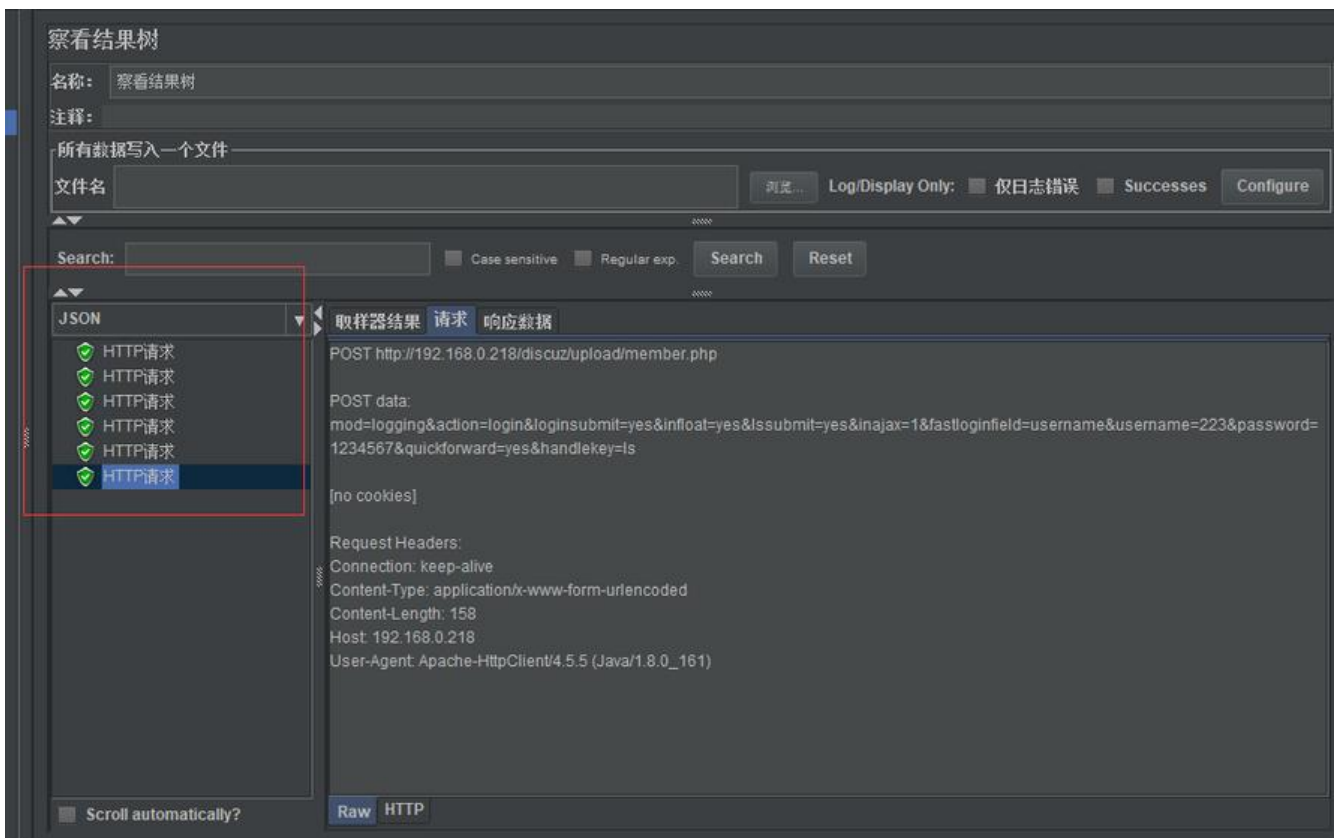 察看结果树
名称： 察看结果树
注释：
所有数据写入一个文件
文件名 浏览... Log/Display Only: 仅日志错误 Successes Configure
Search: Case sensitive Regular exp. Search Reset
JSON
取样器结果 请求 响应数据
HTTP请求
HTTP请求
HTTP请求
HTTP请求
HTTP请求
HTTP请求
POST http://192.168.0.218/discuz/upload/member.php
POST data:
mod=logging&action=login&loginsubmit=yes&infloat=yes&lssubmit=yes&inajax=1&fastloginfield=username&username=223&password=
1234567&quickforward=yes&handlekey=ls
[no cookies]
Request Headers:
Connection: keep-alive
Content-Type: application/x-www-form-urlencoded
Content-Length: 158
Host: 192.168.0.218
User-Agent: Apache-HttpClient/4.5.5 (Java/1.8.0_161)
Scroll automatically?
Raw HTTP